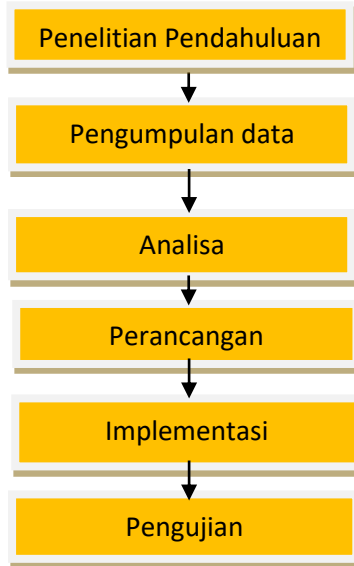 Penelitian Pendahuluan
Pengumpulan data
Analisa
Perancangan
Implementasi
Pengujian